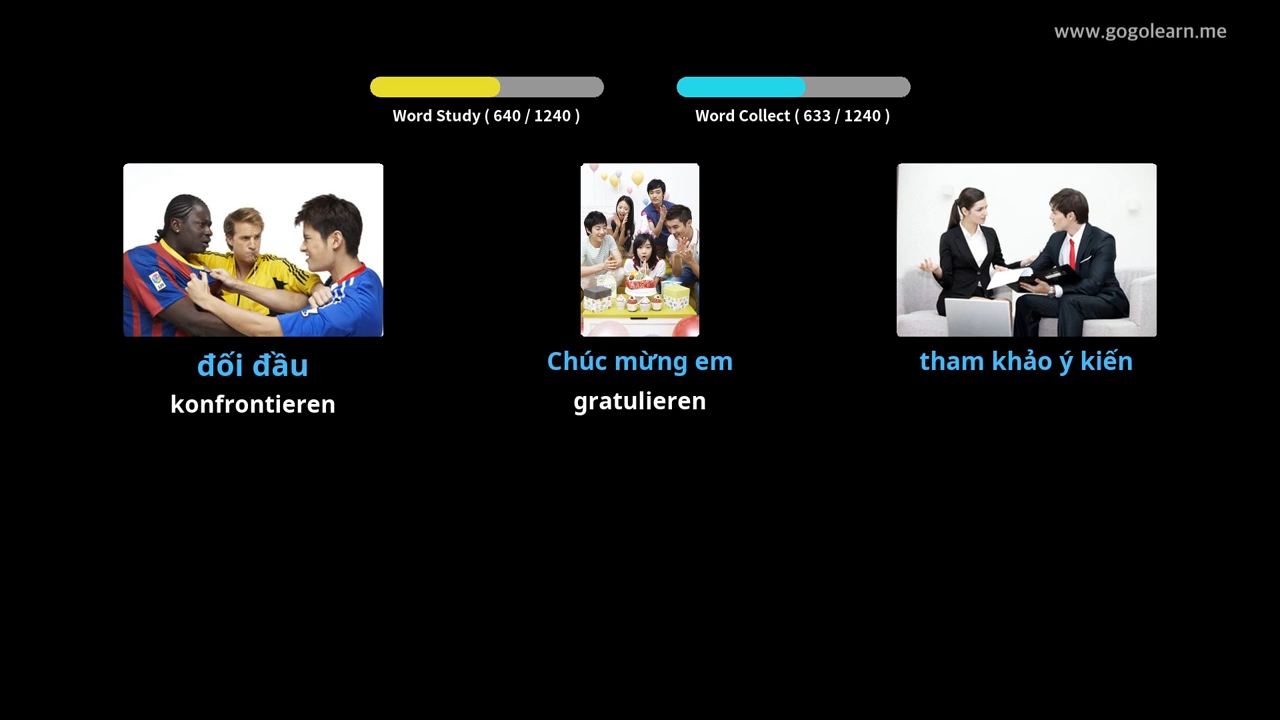 www.gogolearn.me
Word Study ( 640 / 1240 )
Word Collect ( 633 / 1240 )
đối đầu
Chúc mừng em
tham khảo ý kiến
konfrontieren
gratulieren